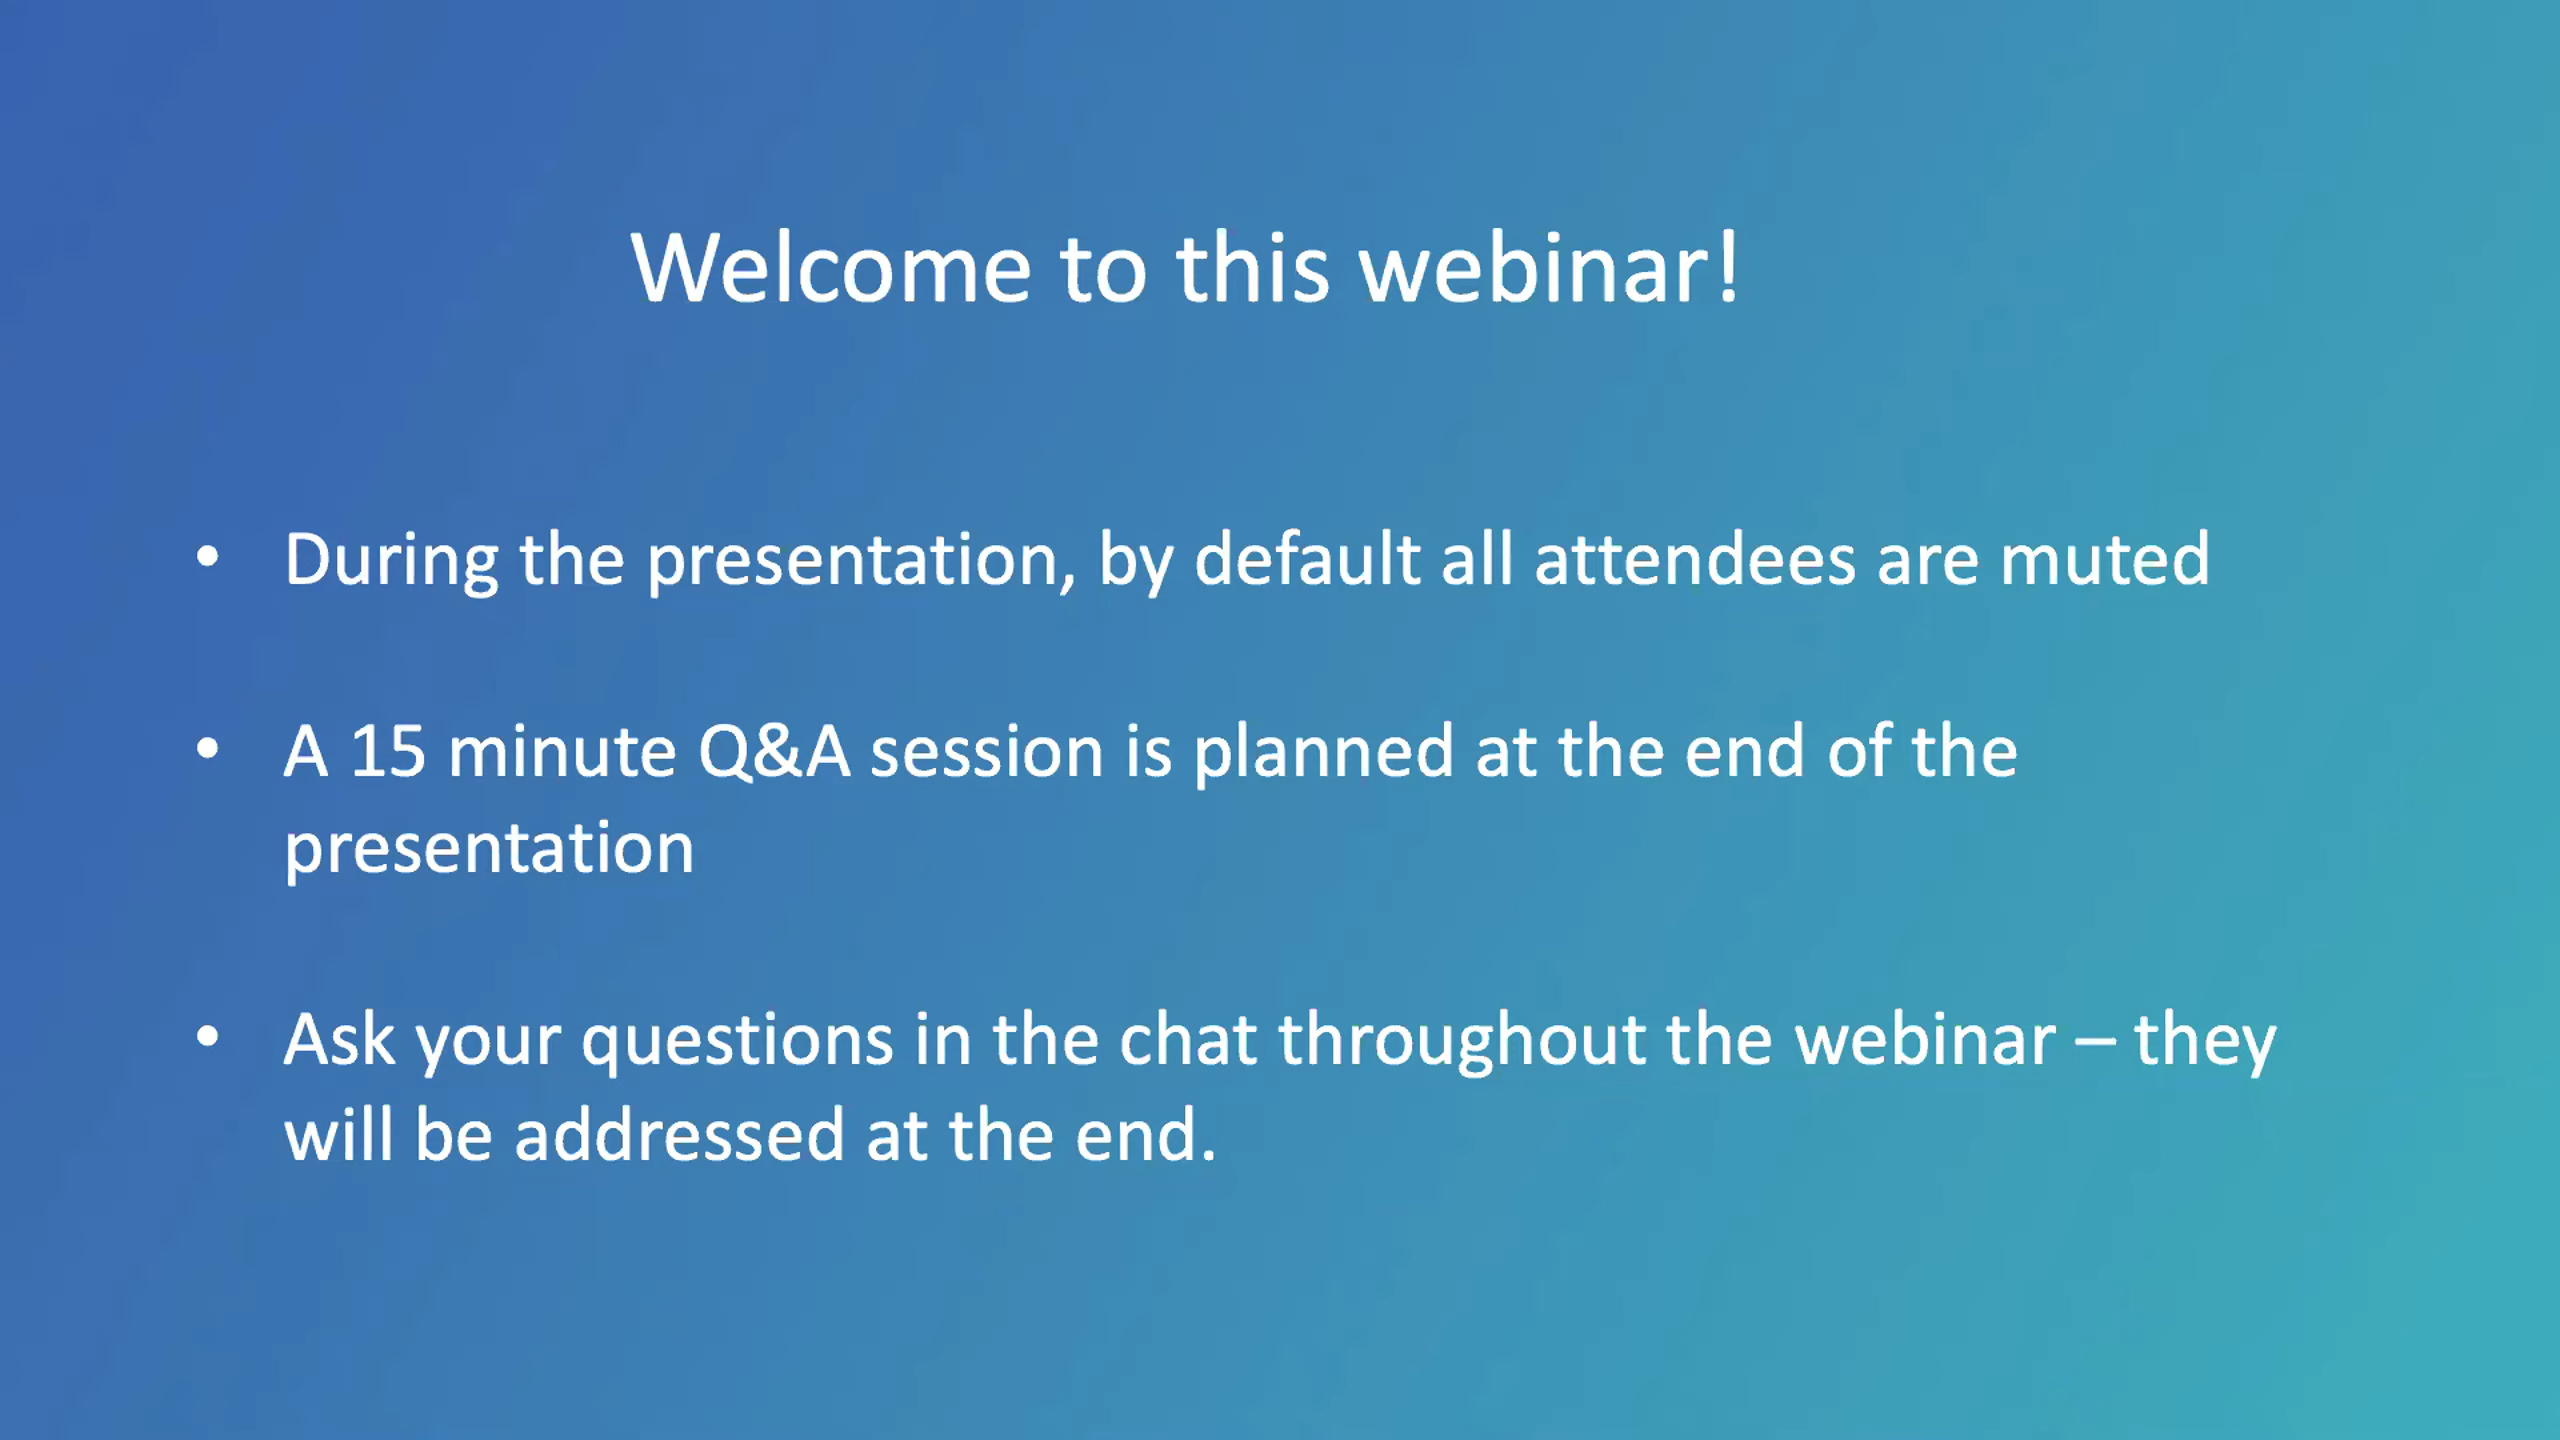 Welcome to this webinar!
• During the presentation, by default all attendees are muted
• A 15 minute Q&A session is planned at the end of the
presentation
• Ask your questions in the chat throughout the webinar – they
will be addressed at the end.